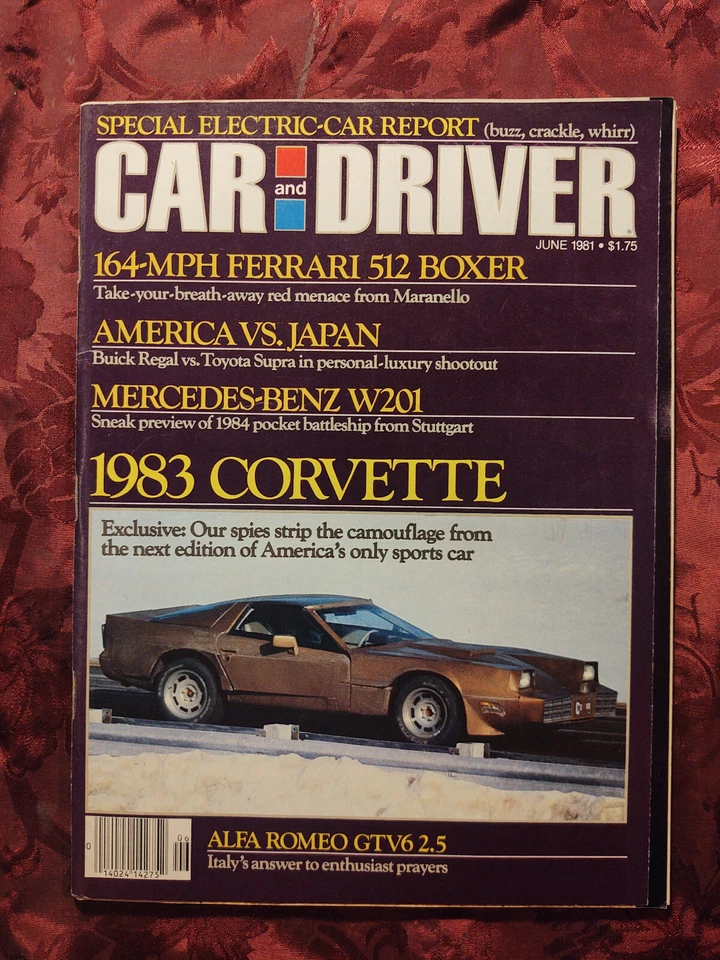 SPECIAL ELECTRIC-CAR REPORT (buzz, crackle, whirr)
CAR and DRIVER
JUNE 1981 • $1.75
164-MPH FERRARI 512 BOXER
Take-your-breath-away red menace from Maranello
AMERICA VS. JAPAN
Buick Regal vs. Toyota Supra in personal-luxury shootout
MERCEDES-BENZ W201
Sneak preview of 1984 pocket battleship from Stuttgart
1983 CORVETTE
Exclusive: Our spies strip the camouflage from
the next edition of America's only sports car
0
06
14024 14275
ALFA ROMEO GTV6 2.5
Italy's answer to enthusiast prayers